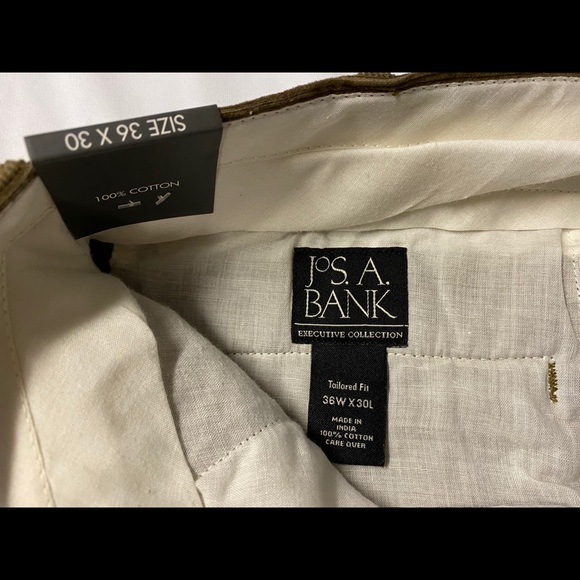 SIZE 36 X 30
100% COTTON
JoS. A.
BANK
EXECUTIVE COLLECTION
Tailored Fit
36W X 30L
MADE IN
INDIA
100% COTTON
CARE OVER